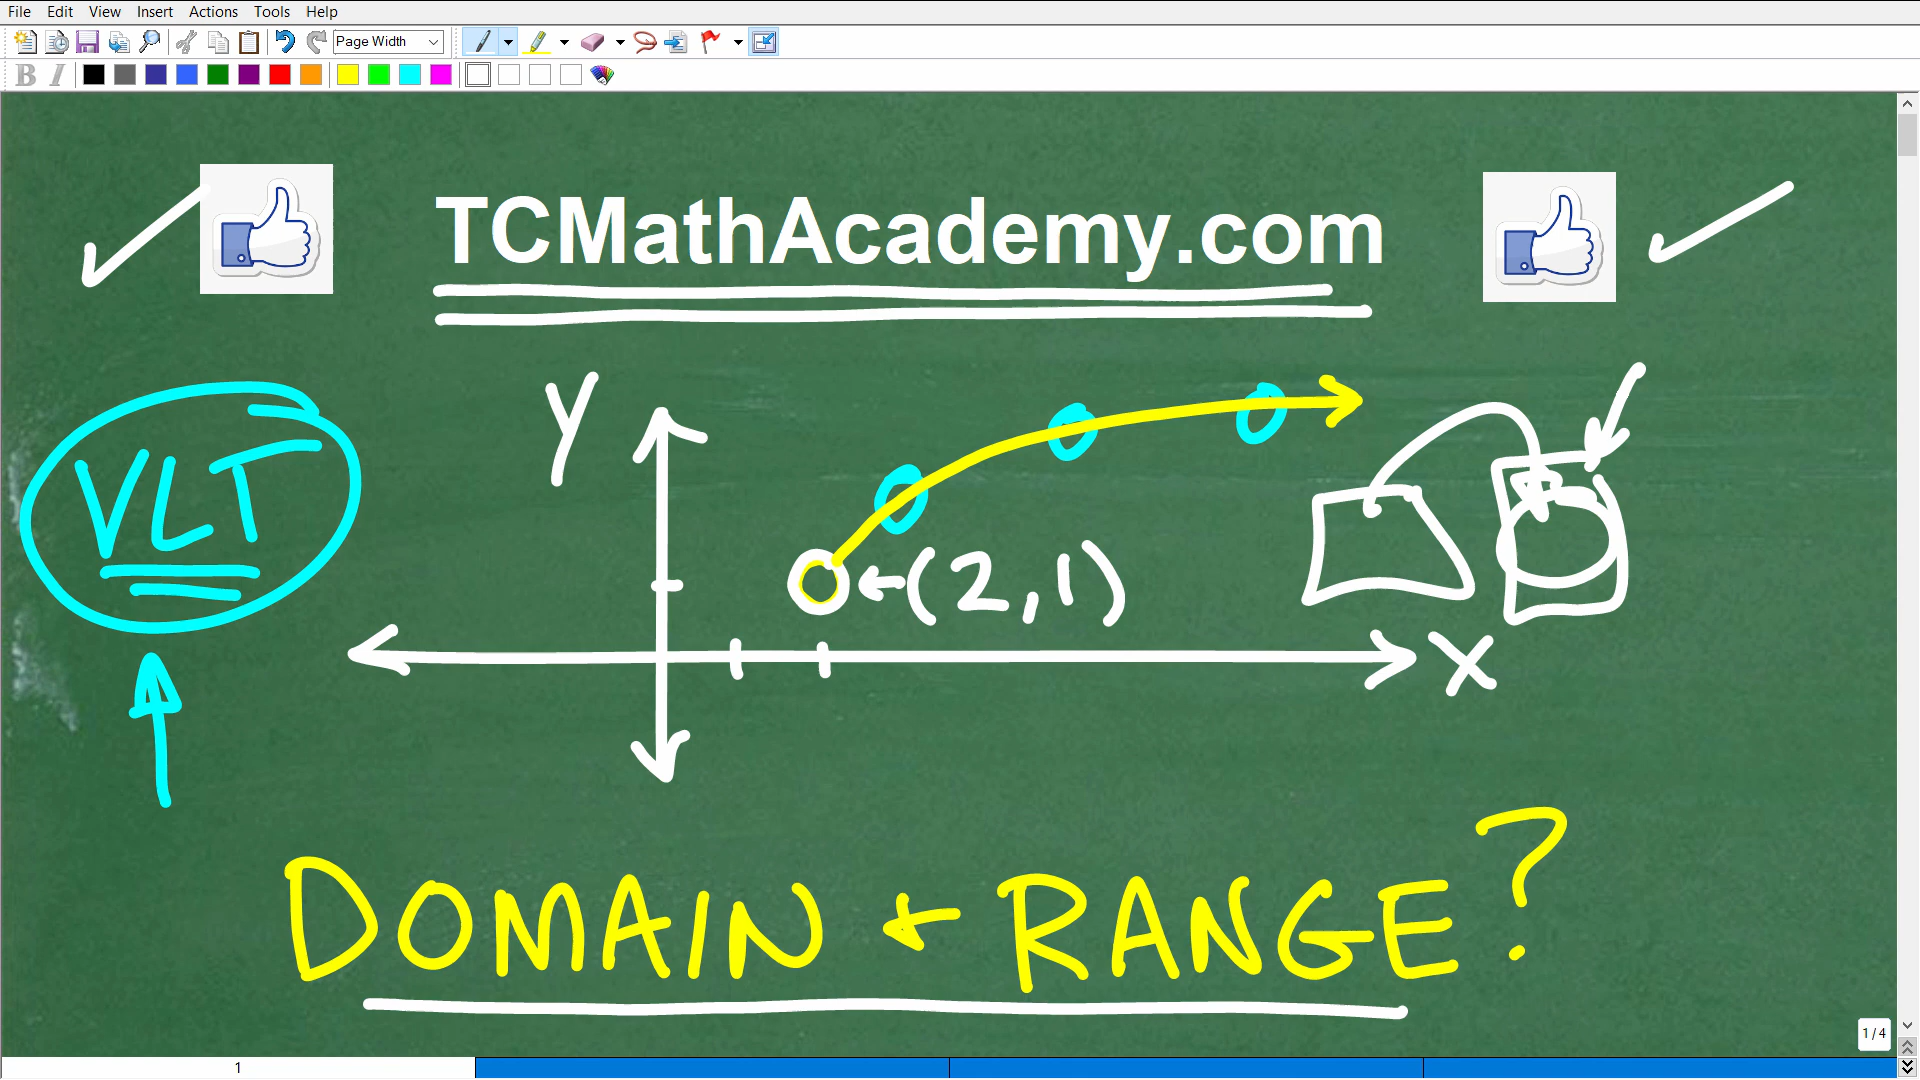 File Edit View Insert Actions Tools Help
Page Width
B I
TCMathAcademy.com
VLT
y
(2,1)
x
DOMAIN + RANGE?
1 / 4
1